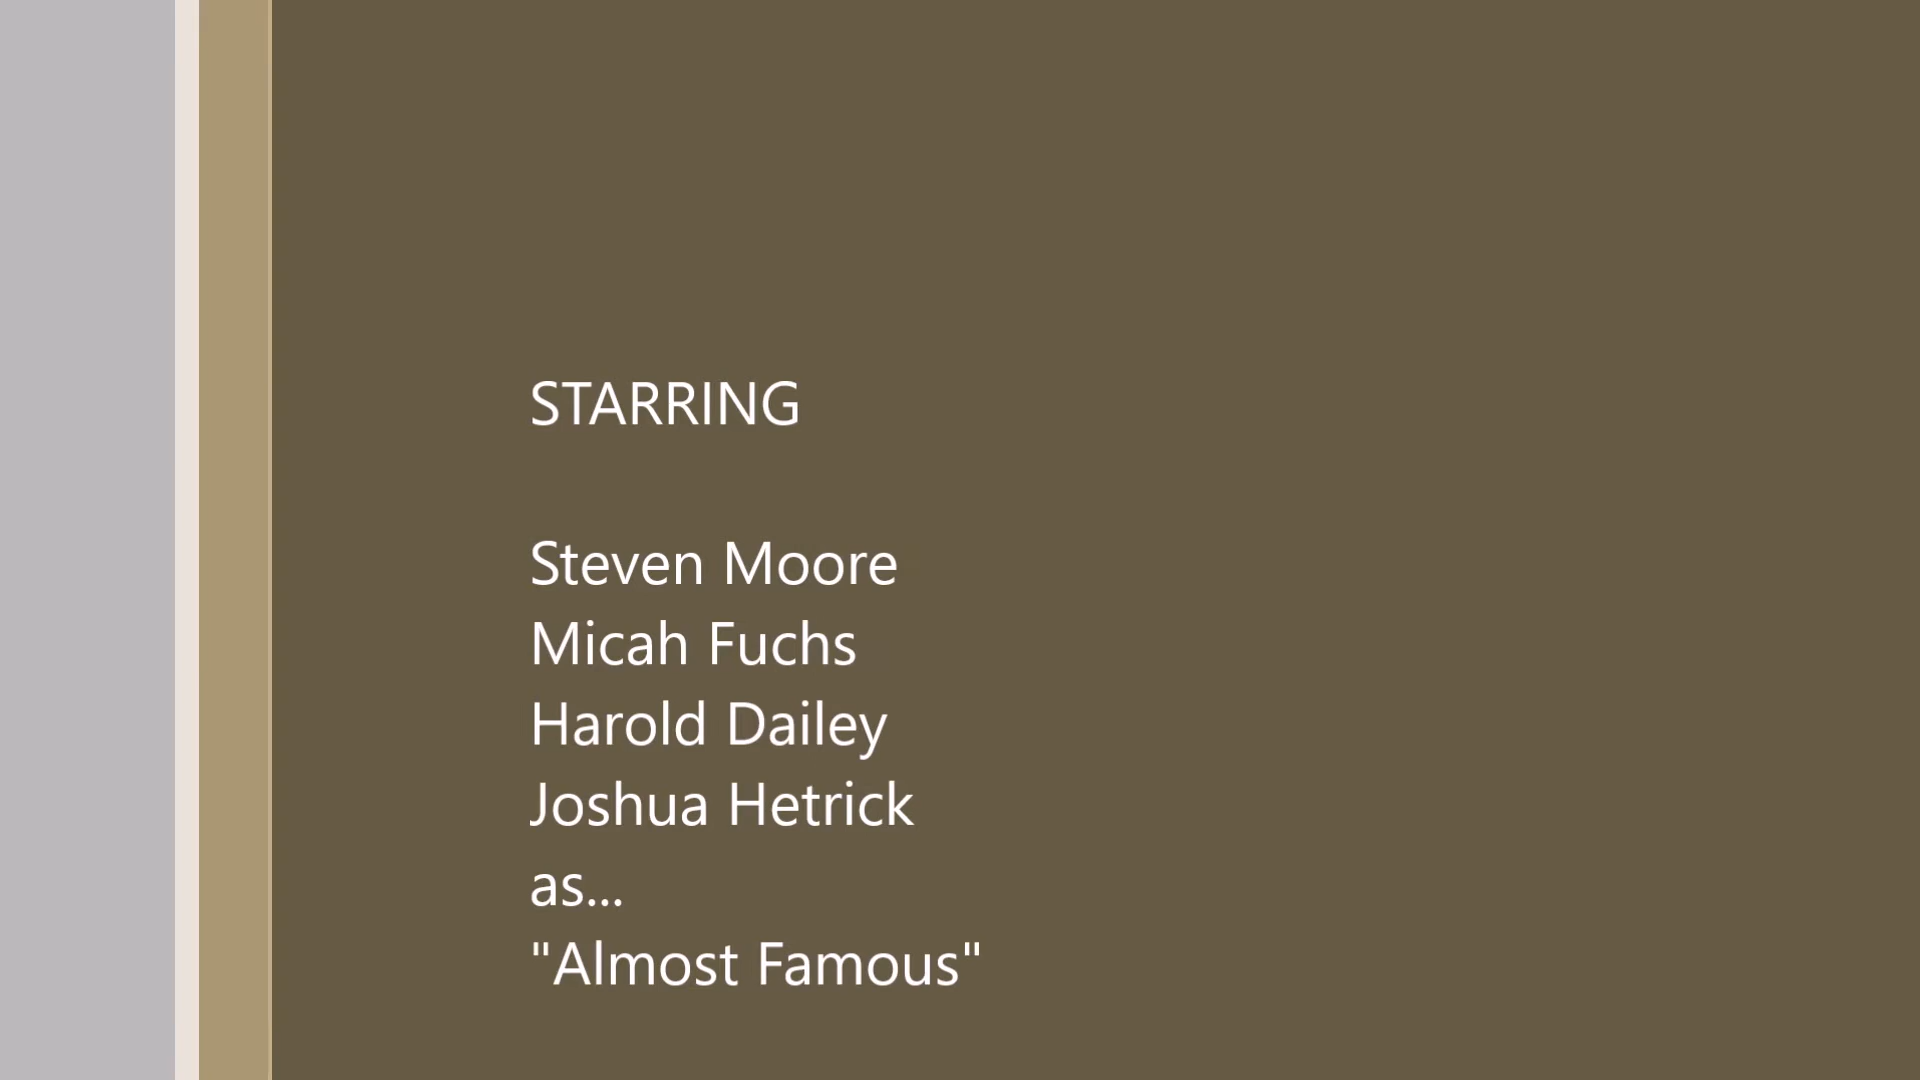 STARRING
Steven Moore
Micah Fuchs
Harold Dailey
Joshua Hetrick
as...
"Almost Famous"